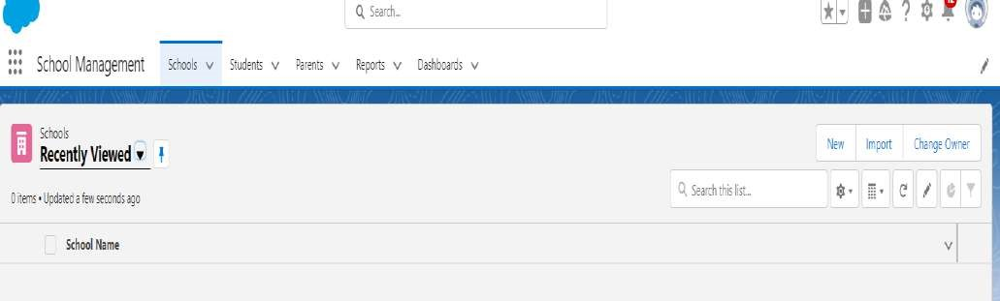 Search...
School Management Schools Students Parents Reports Dashboards
Schools
Recently Viewed
New Import Change Owner
0 items • Updated a few seconds ago
Search this list...
School Name